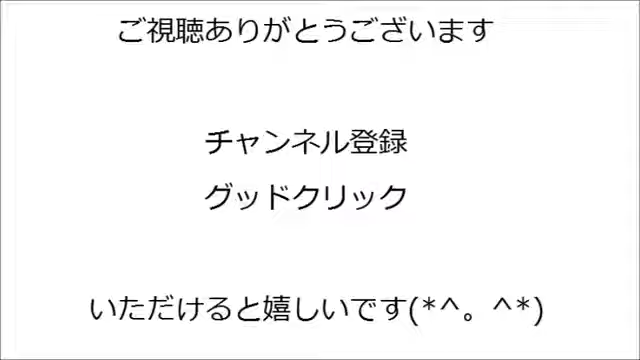 ご視聴ありがとうございます
チャンネル登録
グッドクリック
いただけると嬉しいです(*^。^*)